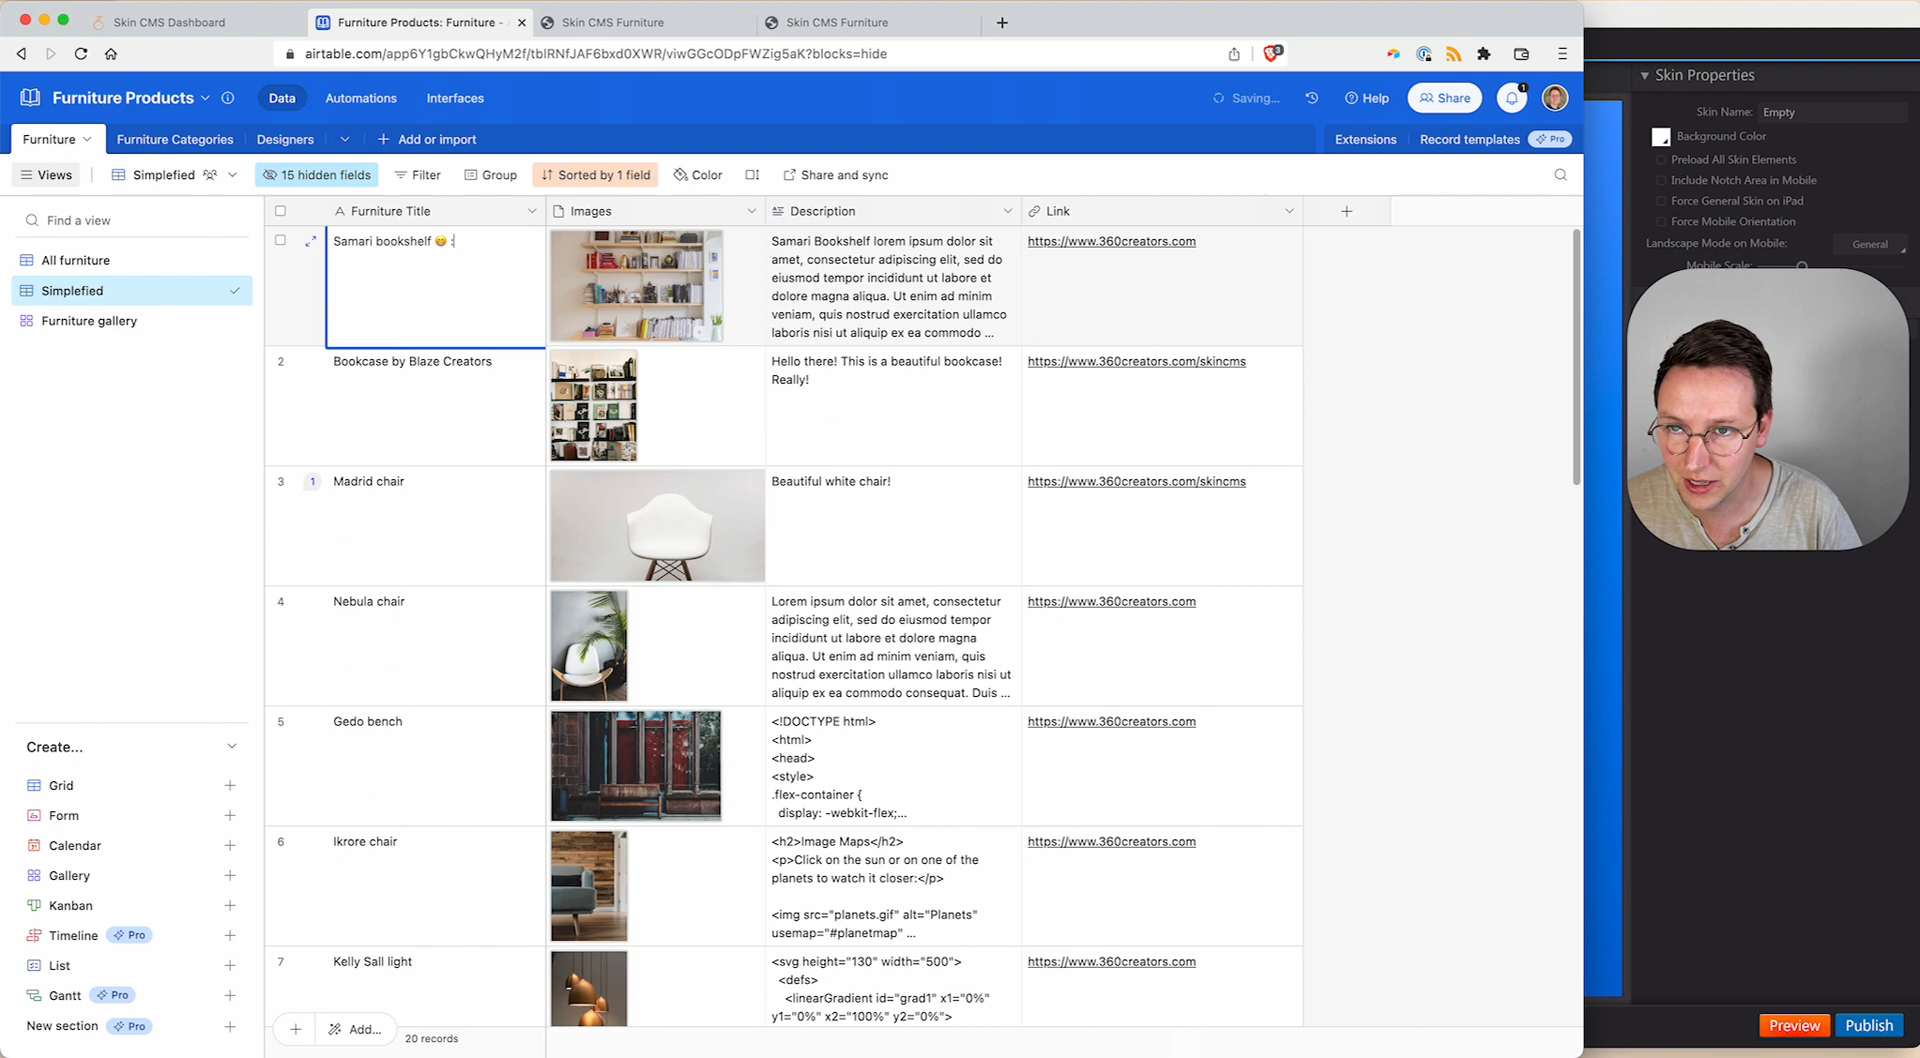 Skin CMS Dashboard
Furniture Products: Furniture - A
Skin CMS Furniture
Skin CMS Furniture
airtable.com/app6Y1gbCkwQHyM2f/tblRNfJAF6bxd0XWR/viwGGcODpFWZig5aK?blocks=hide
3
Furniture Products
Data
Automations
Interfaces
Saving...
Help
Share
1
Furniture
Furniture Categories
Designers
Add or import
Extensions
Record templates
Pro
Views
Simplefied
15 hidden fields
Filter
Group
Sorted by 1 field
Color
Share and sync
Find a view
All furniture
Simplefied
Furniture gallery
Create...
Grid
Form
Calendar
Gallery
Kanban
Timeline
Pro
List
Gantt
Pro
New section
Pro
Furniture Title
Images
Description
Link
Samari bookshelf 😁 :
Samari Bookshelf lorem ipsum dolor sit
amet, consectetur adipiscing elit, sed do
eiusmod tempor incididunt ut labore et
dolore magna aliqua. Ut enim ad minim
veniam, quis nostrud exercitation ullamco
laboris nisi ut aliquip ex ea commodo ...
https://www.360creators.com
2
Bookcase by Blaze Creators
Hello there! This is a beautiful bookcase!
Really!
https://www.360creators.com/skincms
3
1
Madrid chair
Beautiful white chair!
https://www.360creators.com/skincms
4
Nebula chair
Lorem ipsum dolor sit amet, consectetur
adipiscing elit, sed do eiusmod tempor
incididunt ut labore et dolore magna
aliqua. Ut enim ad minim veniam, quis
nostrud exercitation ullamco laboris nisi ut
aliquip ex ea commodo consequat. Duis ...
https://www.360creators.com
5
Gedo bench
<!DOCTYPE html>
<html>
<head>
<style>
.flex-container {
display: -webkit-flex;...
https://www.360creators.com
6
Ikrore chair
<h2>Image Maps</h2>
<p>Click on the sun or on one of the
planets to watch it closer:</p>
<img src="planets.gif" alt="Planets"
usemap="#planetmap" ...
https://www.360creators.com
7
Kelly Sall light
<svg height="130" width="500">
<defs>
<linearGradient id="grad1" x1="0%"
y1="0%" x2="100%" y2="0%">
https://www.360creators.com
Add...
20 records
Skin Properties
Skin Name: Empty
Background Color
Preload All Skin Elements
Include Notch Area in Mobile
Force General Skin on iPad
Force Mobile Orientation
Landscape Mode on Mobile: General
Mobile Scale:
Preview
Publish